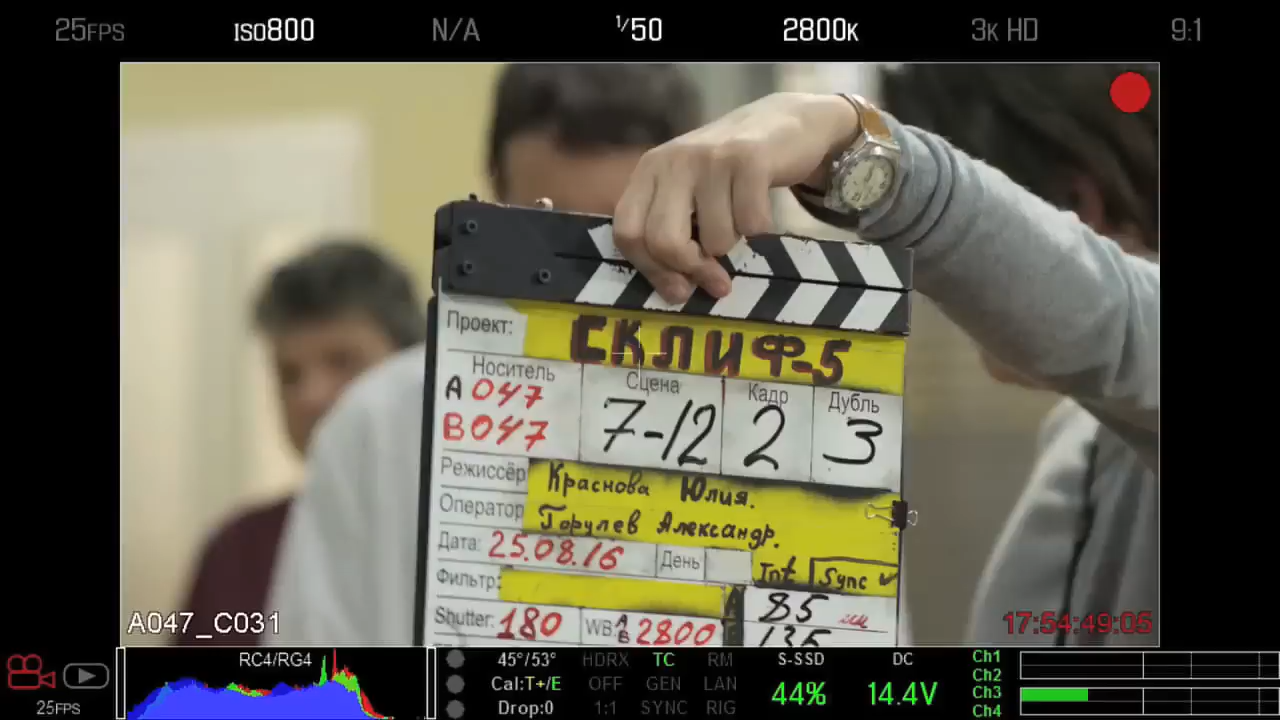 25FPS ISO800 N/A 1/50 2800K 3K HD 9:1
Проект: СКЛИФ-5
Носитель Сцена Кадр Дубль
A 047
B 047 7-12 2 3
Режиссёр Краснова Юлия.
Оператор Горулев Александр.
Дата: 25.08.16 День Int Sync
Фильтр: 85 мм
Shutter: 180 WB: A B 2800 135
A047_C031 17:54:49:05
RC4/RG4 45°/53° HDRX TC RM S-SSD DC Ch1
Ch2
Cal:T+/E OFF GEN LAN 44% 14.4V Ch3
25FPS Drop:0 1:1 SYNC RIG Ch4